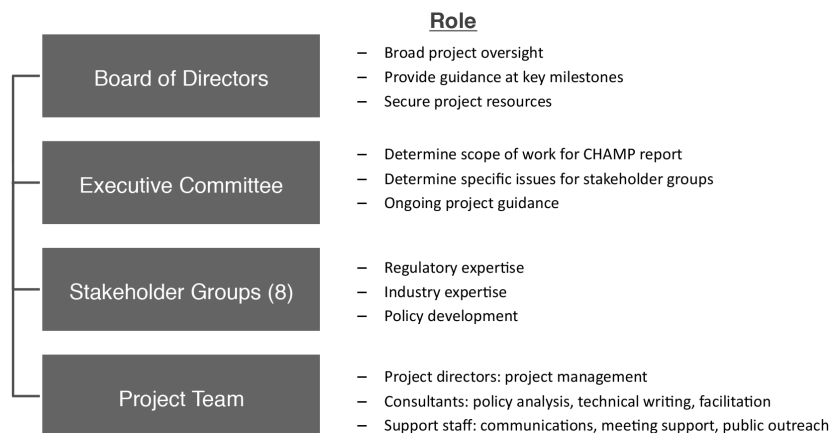 Role
Board of Directors
– Broad project oversight
– Provide guidance at key milestones
– Secure project resources
Executive Committee
– Determine scope of work for CHAMP report
– Determine specific issues for stakeholder groups
– Ongoing project guidance
Stakeholder Groups (8)
– Regulatory expertise
– Industry expertise
– Policy development
Project Team
– Project directors: project management
– Consultants: policy analysis, technical writing, facilitation
– Support staff: communications, meeting support, public outreach